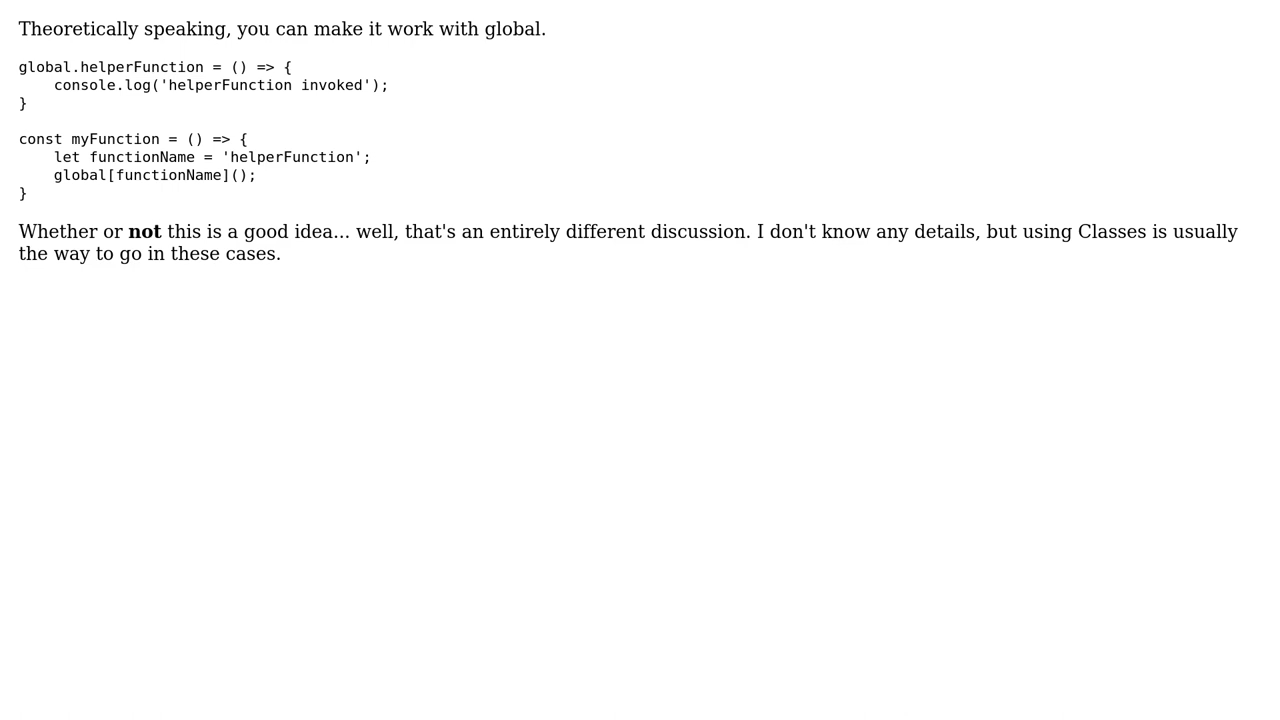 Theoretically speaking, you can make it work with global.
global.helperFunction = () => {
    console.log('helperFunction invoked');
}
const myFunction = () => {
    let functionName = 'helperFunction';
    global[functionName]();
}
Whether or not this is a good idea... well, that's an entirely different discussion. I don't know any details, but using Classes is usually
the way to go in these cases.